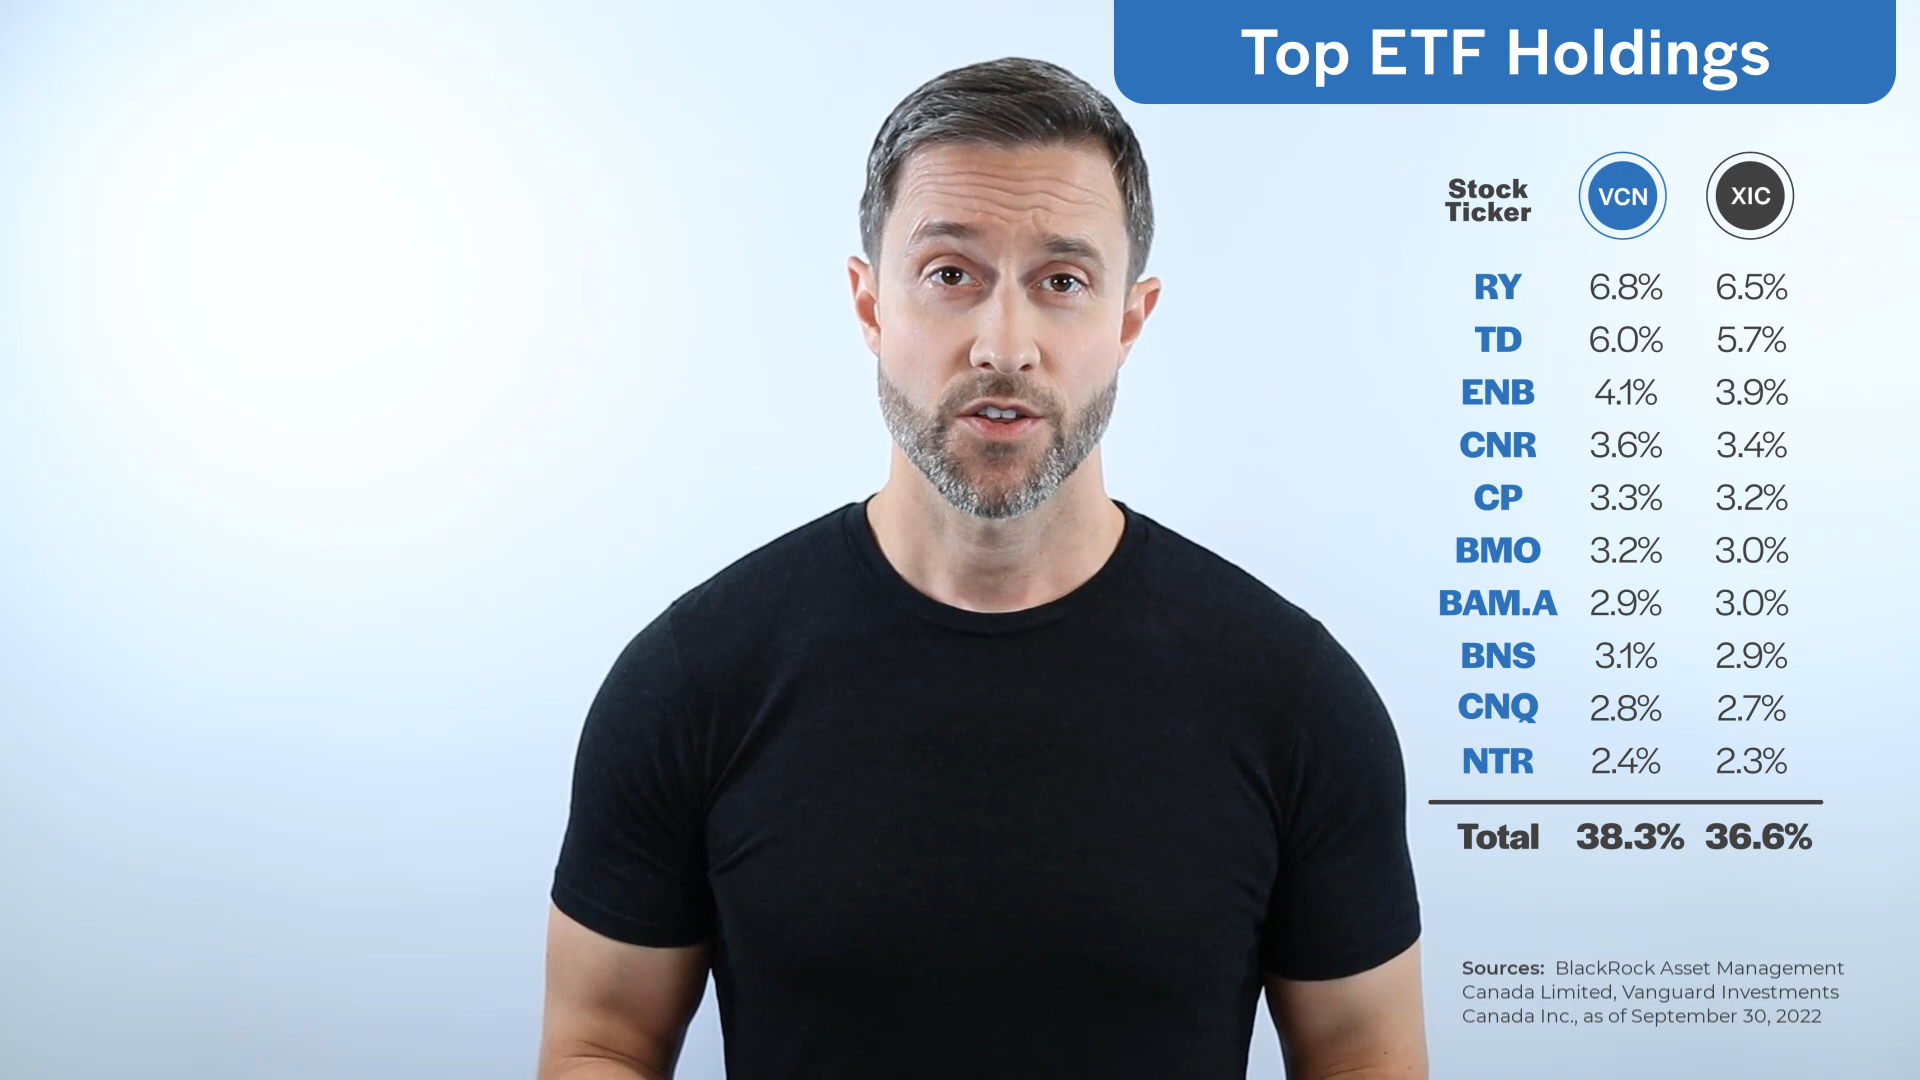 Top ETF Holdings
Stock
Ticker
VCN
XIC
RY 6.8% 6.5%
TD 6.0% 5.7%
ENB 4.1% 3.9%
CNR 3.6% 3.4%
CP 3.3% 3.2%
BMO 3.2% 3.0%
BAM.A 2.9% 3.0%
BNS 3.1% 2.9%
CNQ 2.8% 2.7%
NTR 2.4% 2.3%
Total 38.3% 36.6%
Sources: BlackRock Asset Management
Canada Limited, Vanguard Investments
Canada Inc., as of September 30, 2022